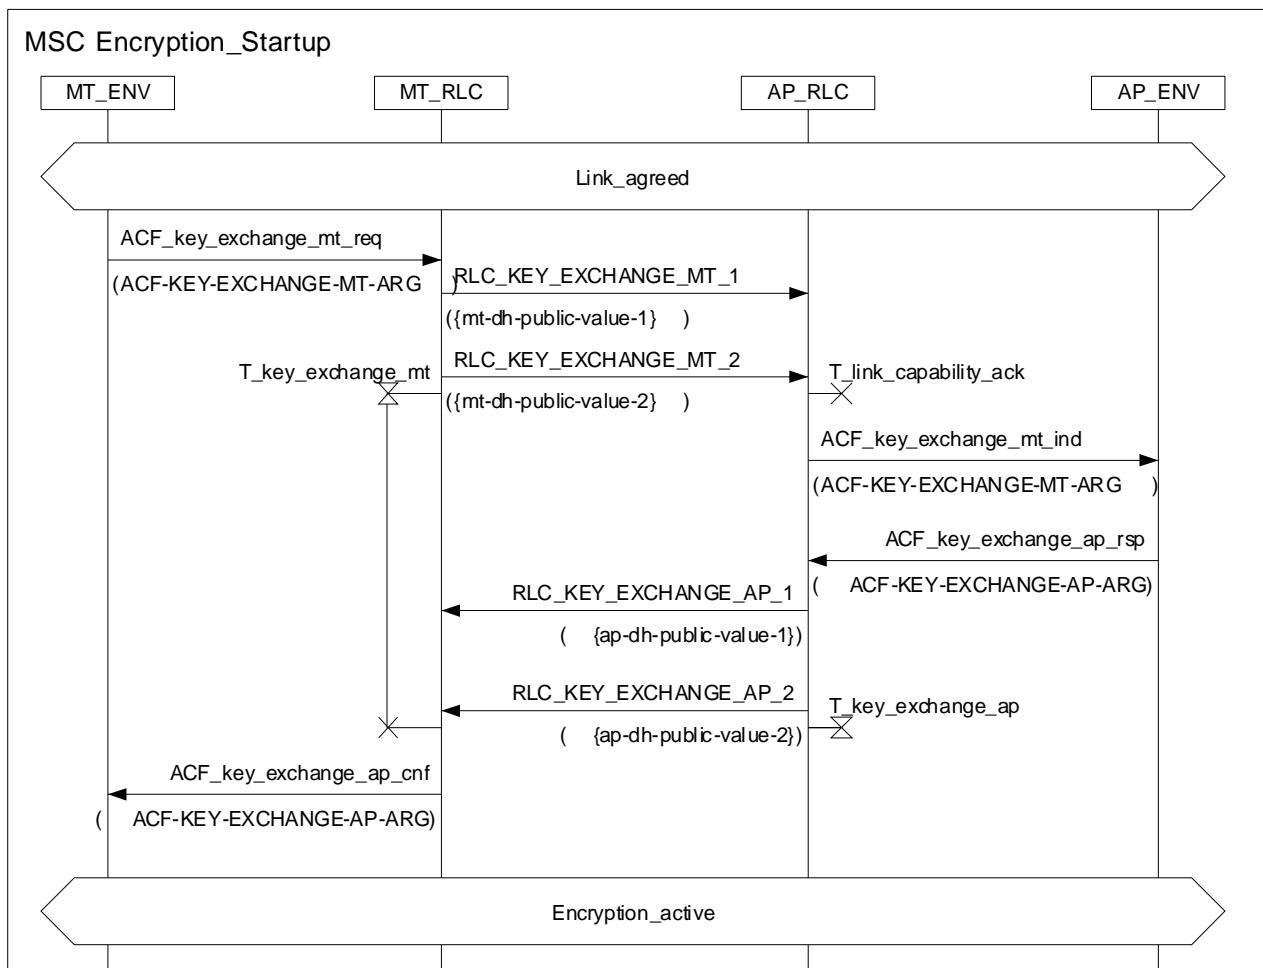 MSC Encryption_Startup
MT_ENV
MT_RLC
AP_RLC
AP_ENV
Link_agreed
ACF_key_exchange_mt_req
(ACF-KEY-EXCHANGE-MT-ARG )
RLC_KEY_EXCHANGE_MT_1
({mt-dh-public-value-1} )
T_key_exchange_mt
RLC_KEY_EXCHANGE_MT_2
T_link_capability_ack
({mt-dh-public-value-2} )
ACF_key_exchange_mt_ind
(ACF-KEY-EXCHANGE-MT-ARG )
ACF_key_exchange_ap_rsp
( ACF-KEY-EXCHANGE-AP-ARG)
RLC_KEY_EXCHANGE_AP_1
( {ap-dh-public-value-1})
RLC_KEY_EXCHANGE_AP_2
T_key_exchange_ap
( {ap-dh-public-value-2})
ACF_key_exchange_ap_cnf
( ACF-KEY-EXCHANGE-AP-ARG)
Encryption_active